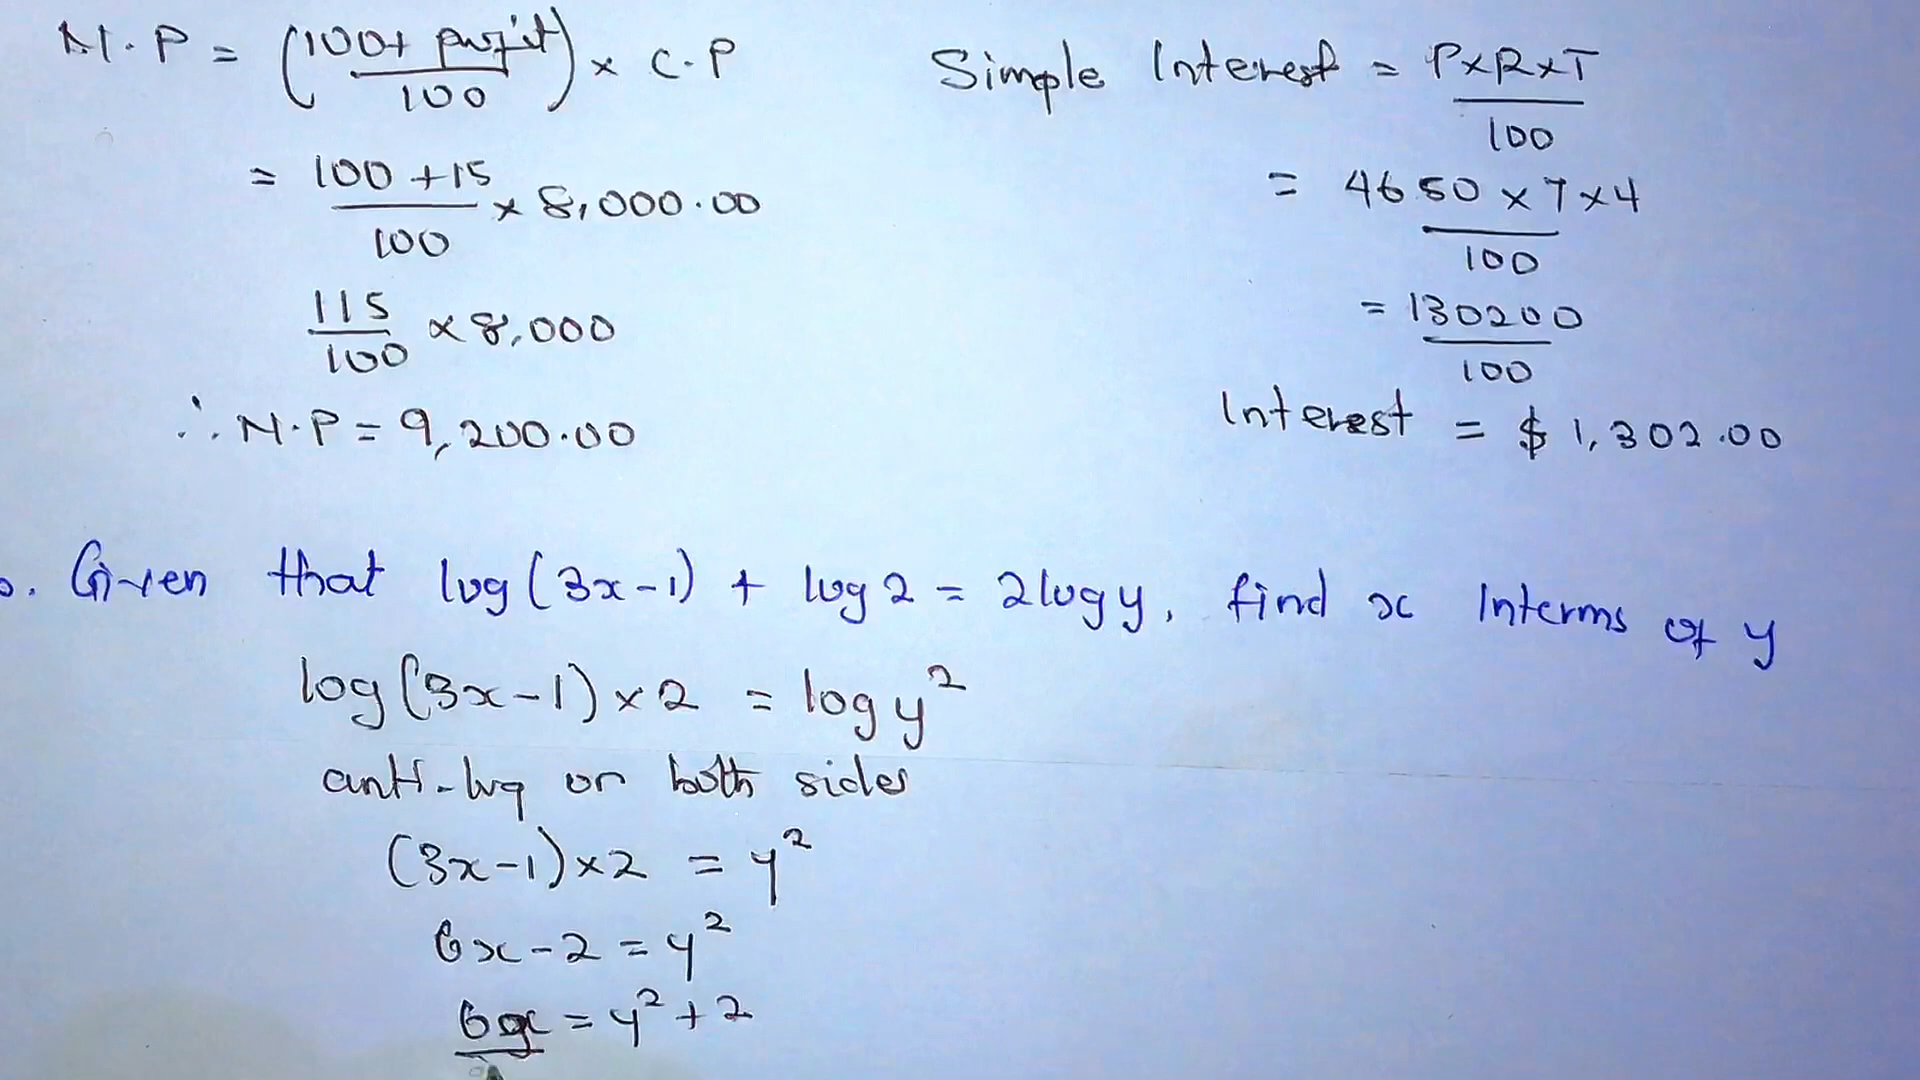 M.P = (100+ profit / 100) × C.P
= 100 + 15 / 100 × 8,000.00
115 / 100 × 8,000
∴ M.P = 9,200.00
Simple Interest = P×R×T / 100
= 4650 × 7 × 4 / 100
= 130200 / 100
Interest = $ 1,302.00
Given that log(3x-1) + log 2 = 2logy, find x interms of y
log(3x-1) × 2 = log y²
anti-log on both sides
(3x-1)×2 = y²
6x - 2 = y²
6x = y² + 2